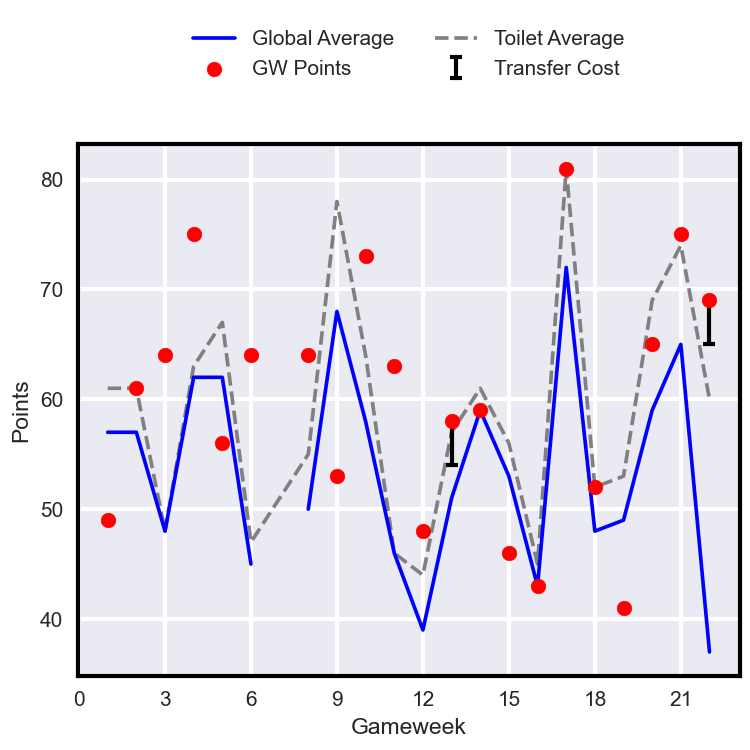 Global Average
Toilet Average
GW Points
Transfer Cost
80
70
60
50
40
Points
0 3 6 9 12 15 18 21
Gameweek